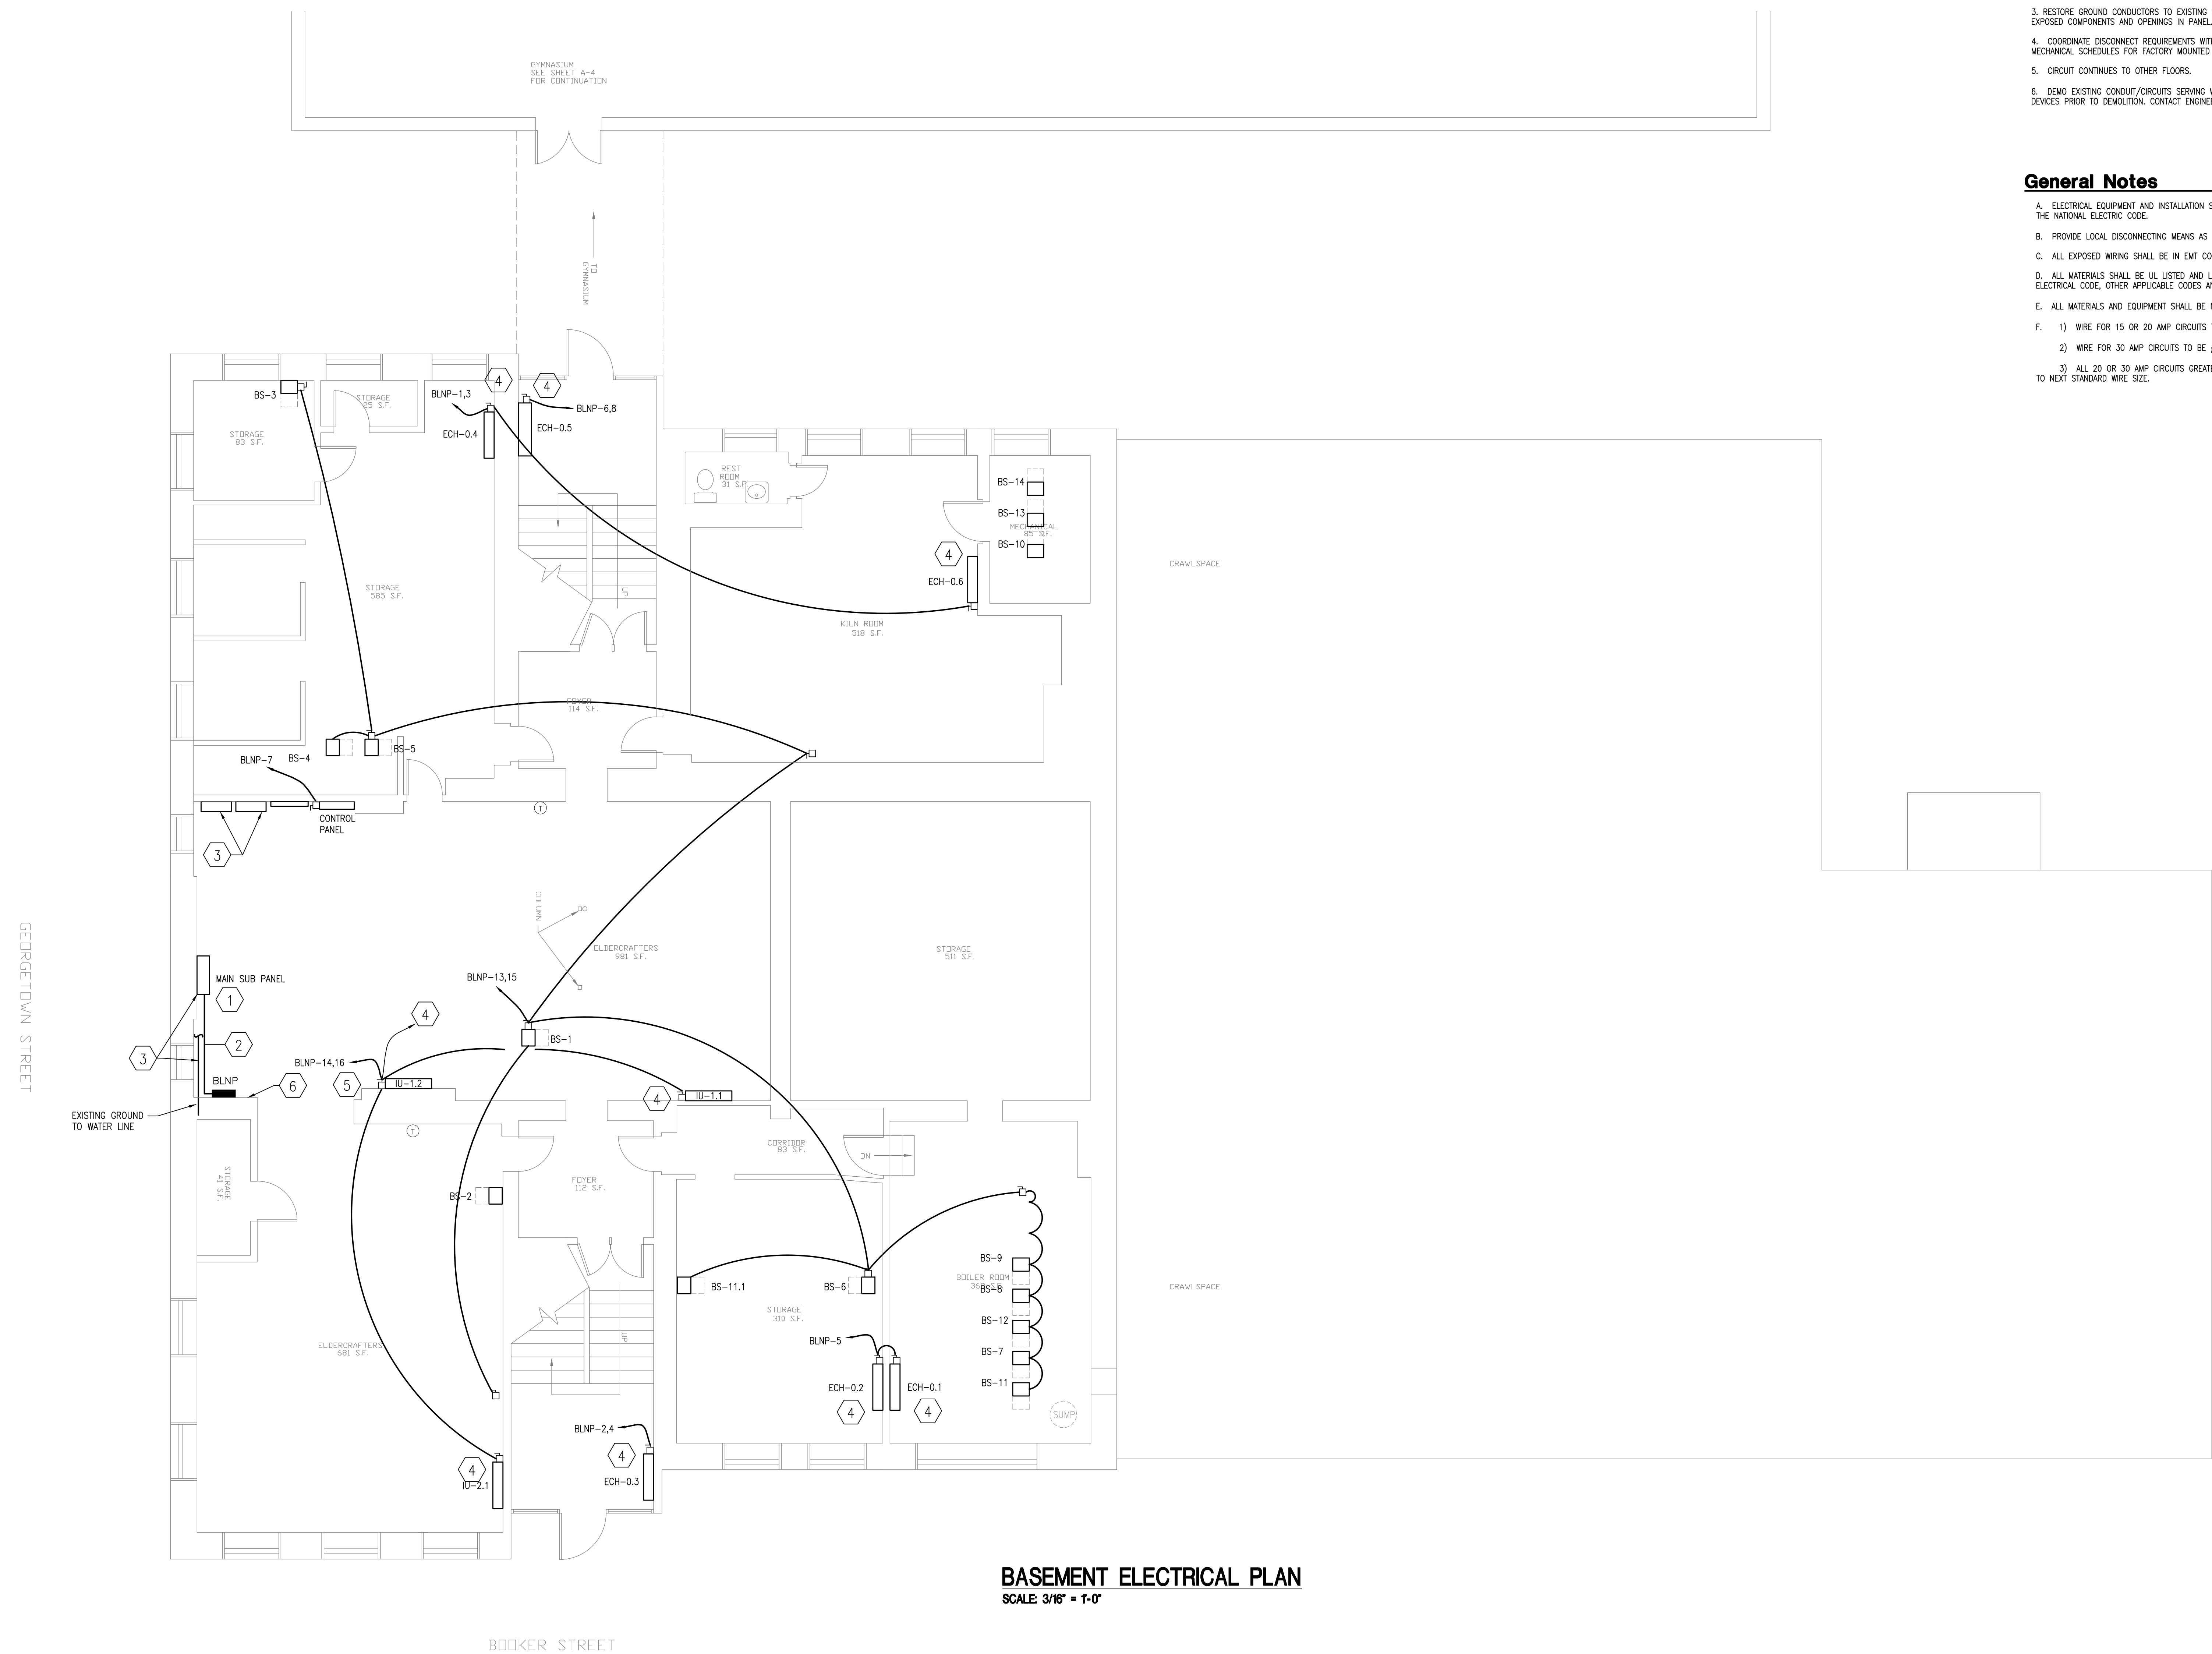 3. RESTORE GROUND CONDUCTORS TO EXISTING
EXPOSED COMPONENTS AND OPENINGS IN PANEL.
4. COORDINATE DISCONNECT REQUIREMENTS WIT
MECHANICAL SCHEDULES FOR FACTORY MOUNTED
5. CIRCUIT CONTINUES TO OTHER FLOORS.
6. DEMO EXISTING CONDUIT/CIRCUITS SERVING
DEVICES PRIOR TO DEMOLITION. CONTACT ENGINE
General Notes
A. ELECTRICAL EQUIPMENT AND INSTALLATION S
THE NATIONAL ELECTRIC CODE.
B. PROVIDE LOCAL DISCONNECTING MEANS AS
C. ALL EXPOSED WIRING SHALL BE IN EMT CO
D. ALL MATERIALS SHALL BE UL LISTED AND L
ELECTRICAL CODE, OTHER APPLICABLE CODES A
E. ALL MATERIALS AND EQUIPMENT SHALL BE
F. 1) WIRE FOR 15 OR 20 AMP CIRCUITS
2) WIRE FOR 30 AMP CIRCUITS TO BE
3) ALL 20 OR 30 AMP CIRCUITS GREATE
TO NEXT STANDARD WIRE SIZE.
GYMNASIUM
SEE SHEET A-4
FOR CONTINUATION
TO
GYMNASIUM
4
4
BS-3
STORAGE
25 S.F.
BLNP-1,3
BLNP-6,8
ECH-0.4
ECH-0.5
STORAGE
83 S.F.
REST
ROOM
31 S.F.
BS-14
BS-13
MECHANICAL
85 S.F.
BS-10
4
ECH-0.6
CRAWLSPACE
STORAGE
585 S.F.
UP
KILN ROOM
518 S.F.
FOYER
114 S.F.
BS-4
BS-5
BLNP-7
CONTROL
PANEL
T
3
COLUMN
ELDERCRAFTERS
981 S.F.
STORAGE
511 S.F.
GEORGETOWN STREET
MAIN SUB PANEL
1
BLNP-13,15
4
2
3
BS-1
BLNP-14,16
BLNP
6
5
IU-1.2
4
IU-1.1
EXISTING GROUND
TO WATER LINE
T
CORRIDOR
83 S.F.
DN
STORAGE
41 S.F.
FOYER
112 S.F.
BS-2
BS-9
BOILER ROOM
BS-8
BS-12
BS-7
BS-11
BS-11.1
BS-6
CRAWLSPACE
STORAGE
310 S.F.
UP
ELDERCRAFTERS
681 S.F.
BLNP-5
ECH-0.2
ECH-0.1
4
4
SUMP
BLNP-2,4
4
ECH-0.3
4
IU-2.1
BASEMENT ELECTRICAL PLAN
SCALE: 3/16" = 1'-0"
BOOKER STREET